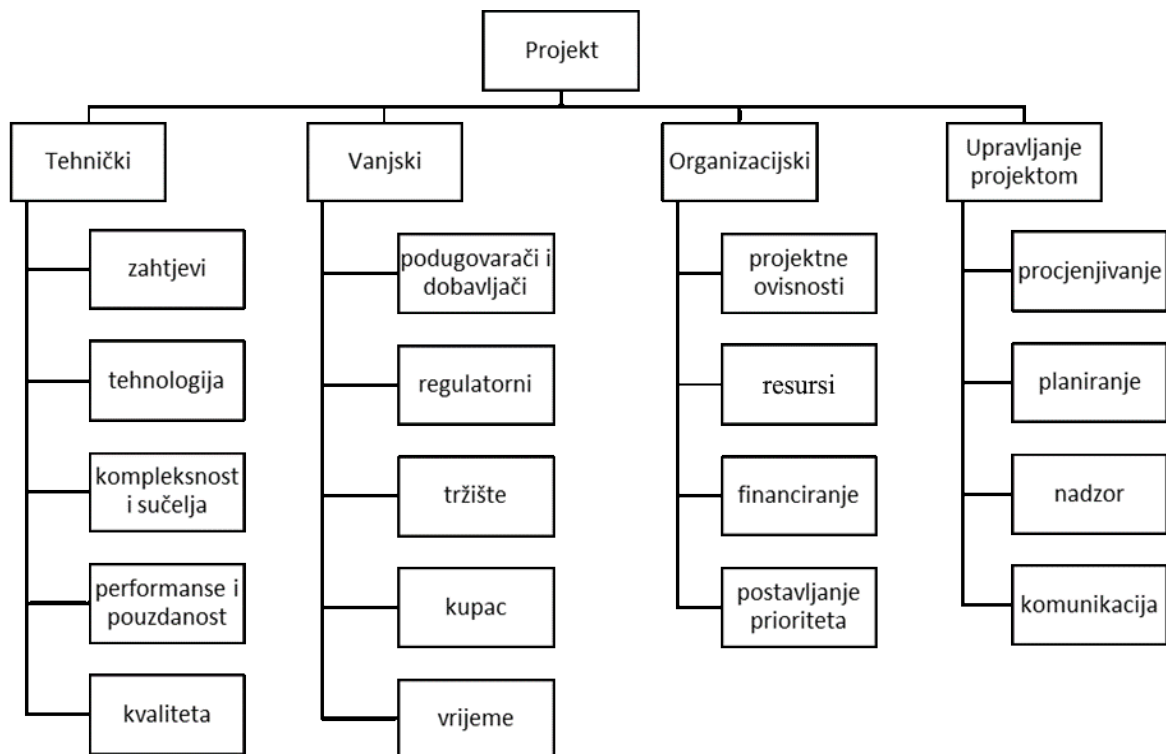 Projekt
Tehnički
zahtjevi
tehnologija
kompleksnost
i sučelja
performanse i
pouzdanost
kvaliteta
Vanjski
podugovarači i
dobavljači
regulatorni
tržište
kupac
vrijeme
Organizacijski
projektne
ovisnosti
resursi
financiranje
postavljanje
prioriteta
Upravljanje
projektom
procjenjivanje
planiranje
nadzor
komunikacija